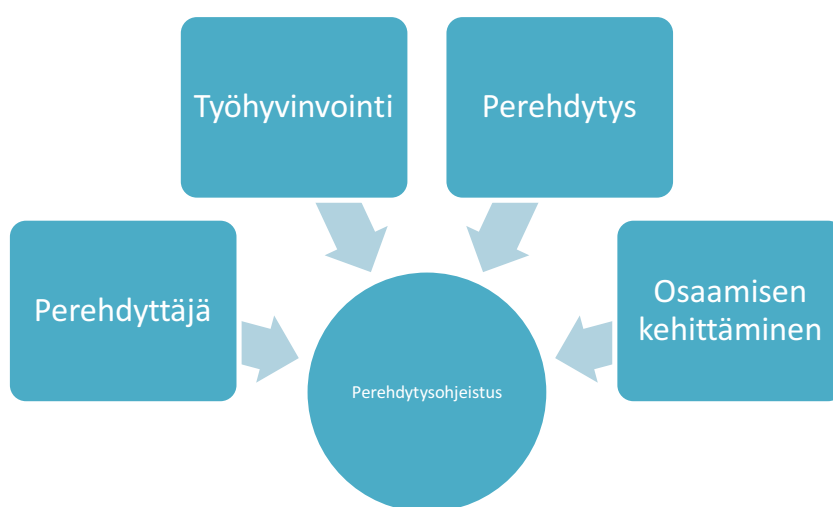 Työhyvinvointi
Perehdytys
Perehdyttäjä
Osaamisen
kehittäminen
Perehdytysohjeistus